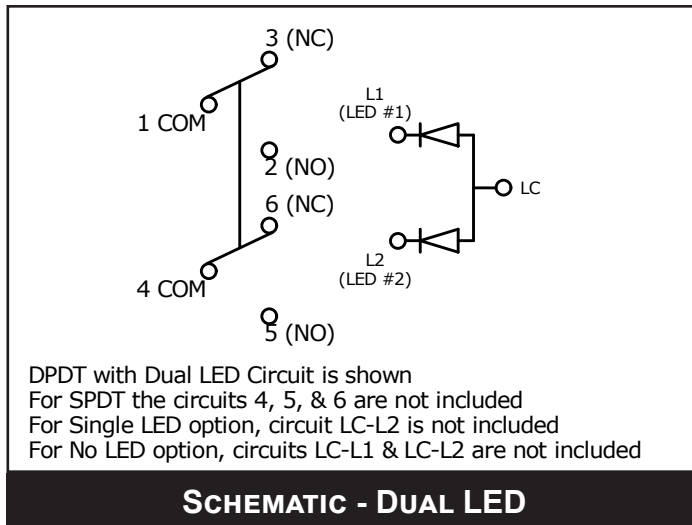 3 (NC)
1 COM
2 (NO)
6 (NC)
4 COM
5 (NO)
L1
(LED #1)
LC
L2
(LED #2)
DPDT with Dual LED Circuit is shown
For SPDT the circuits 4, 5, & 6 are not included
For Single LED option, circuit LC-L2 is not included
For No LED option, circuits LC-L1 & LC-L2 are not included
SCHEMATIC - DUAL LED